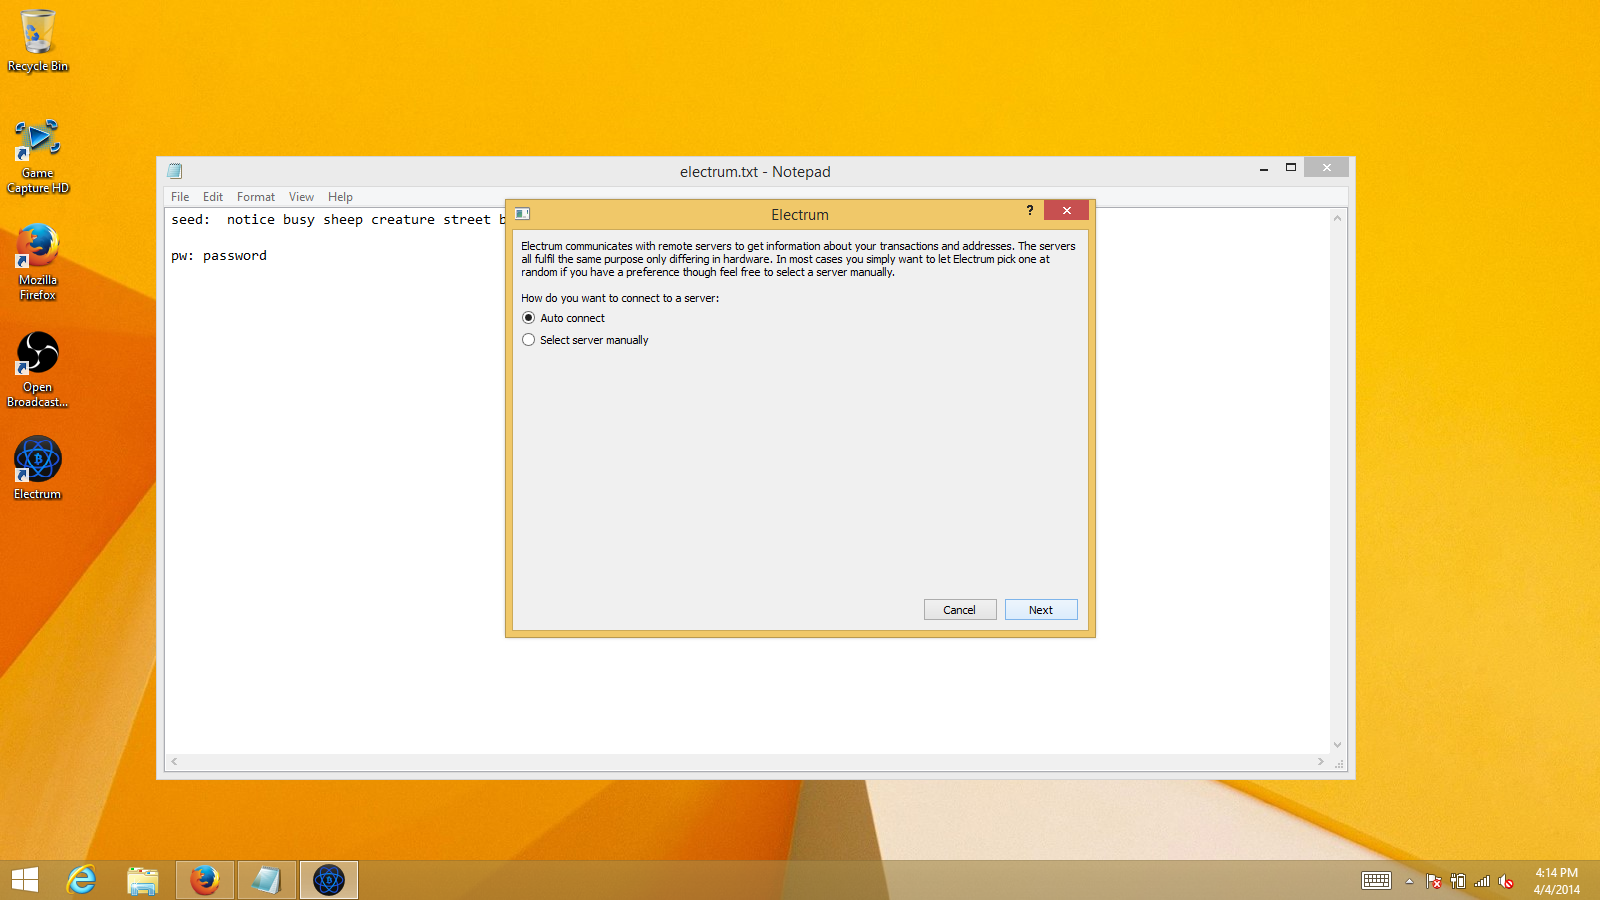 Recycle Bin
Game
Capture HD
Mozilla
Firefox
Open
Broadcast...
Electrum
electrum.txt - Notepad
File Edit Format View Help
seed: notice busy sheep creature street
pw: password
Electrum
?
Electrum communicates with remote servers to get information about your transactions and addresses. The servers
all fulfil the same purpose only differing in hardware. In most cases you simply want to let Electrum pick one at
random if you have a preference though feel free to select a server manually.
How do you want to connect to a server:
Auto connect
Select server manually
Cancel Next
4:14 PM
4/4/2014